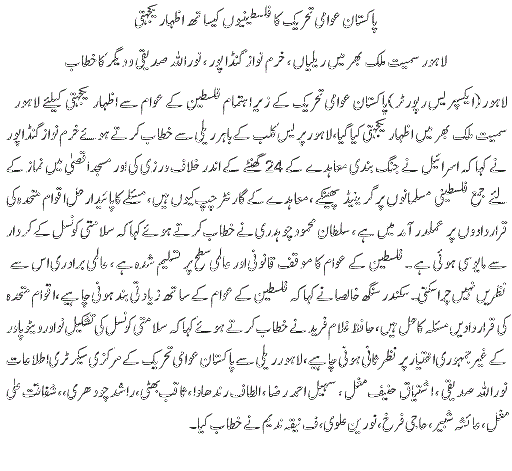 پاکستان عوامی تحریک کا فلسطینیوں کیساتھ اظہار یکجہتی
لاہور سمیت ملک بھر میں ریلیاں، خرم نواز گنڈا پور، نوراللہ صدیقی و دیگر کا خطاب
لاہور (ایکسپریس رپورٹر) پاکستان عوامی تحریک کے زیراہتمام فلسطین کے عوام سے اظہار یکجہتی کیلئے لاہور
سمیت ملک بھر میں اظہار یکجہتی کیا گیا، لاہور پریس کلب کے باہر ریلی سے خطاب کرتے ہوئے خرم نواز گنڈا پور
نے کہا کہ اسرائیل نے جنگ بندی معاہدے کے 24 گھنٹے کے اندر خلاف ورزی کی اور مسجد اقصیٰ میں نماز کے
لئے جمع فلسطینی مسلمانوں پر گرینیڈ پھینکے، معاہدے کے گارنٹر چپ کیوں ہیں، مسئلے کا پائیدار حل اقوام متحدہ کی
قراردادوں پر عملدرآمد میں ہے، سلطان محمود چوہدری نے خطاب کرتے ہوئے کہا کہ سلامتی کونسل کے کردار
سے مایوسی ہوئی ہے۔ فلسطین کے عوام کا موقف قانونی اور عالمی سطح پر تسلیم شدہ ہے، عالمی برادری اس سے
نظریں نہیں چرا سکتی۔ سکندر سنگھ خالصا نے کہا کہ فلسطین کے عوام کے ساتھ زیادتی بند ہونی چاہیے، اقوام متحدہ
کی قراردادیں مسئلہ کا حل ہیں، حافظ غلام فرید نے خطاب کرتے ہوئے کہا کہ سلامتی کونسل کی تشکیل نو اور ویٹو پاور
کے غیر جمہوری اختیار پر نظر ثانی ہونی چاہیے، لاہور ریلی سے پاکستان عوامی تحریک کے مرکزی سیکرٹری اطلاعات
نوراللہ صدیقی، اشتیاق حنیف مغل، سہیل احمد رضا، الطاف رندھاوا، ثاقب بھٹی، راشد چودھری،، شفاقت علی
مغل، عائشہ شبیر، حاجی فرخ، نورین علوی، انیقہ ندیم نے خطاب کیا۔